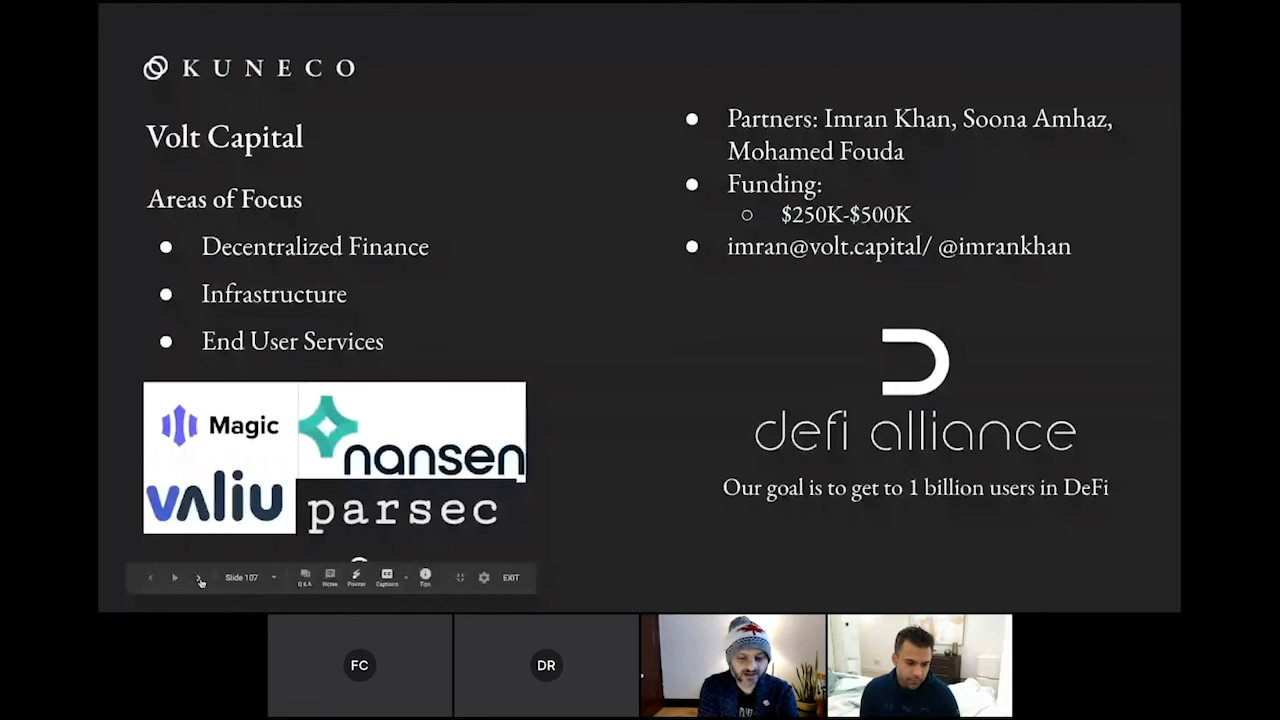 KUNECO
Volt Capital
Areas of Focus
● Decentralized Finance
● Infrastructure
● End User Services
Magic
nansen
valiu
parsec
● Partners: Imran Khan, Soona Amhaz,
Mohamed Fouda
● Funding:
○ $250K-$500K
● imran@volt.capital/ @imrankhan
defi alliance
Our goal is to get to 1 billion users in DeFi
Slide 107
Q&A
Notes
Pointer
Captions
Tips
EXIT
FC
DR